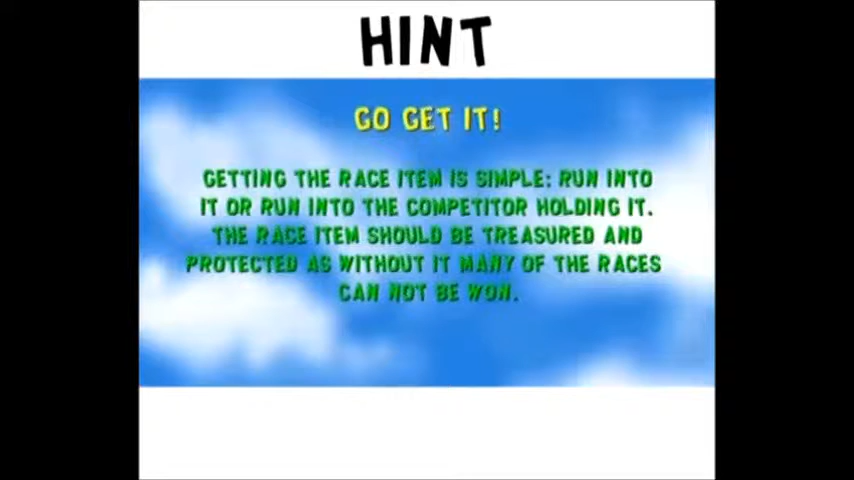 HINT
GO GET IT!
GETTING THE RACE ITEM IS SIMPLE: RUN INTO
IT OR RUN INTO THE COMPETITOR HOLDING IT.
THE RACE ITEM SHOULD BE TREASURED AND
PROTECTED AS WITHOUT IT MANY OF THE RACES
CAN NOT BE WON.